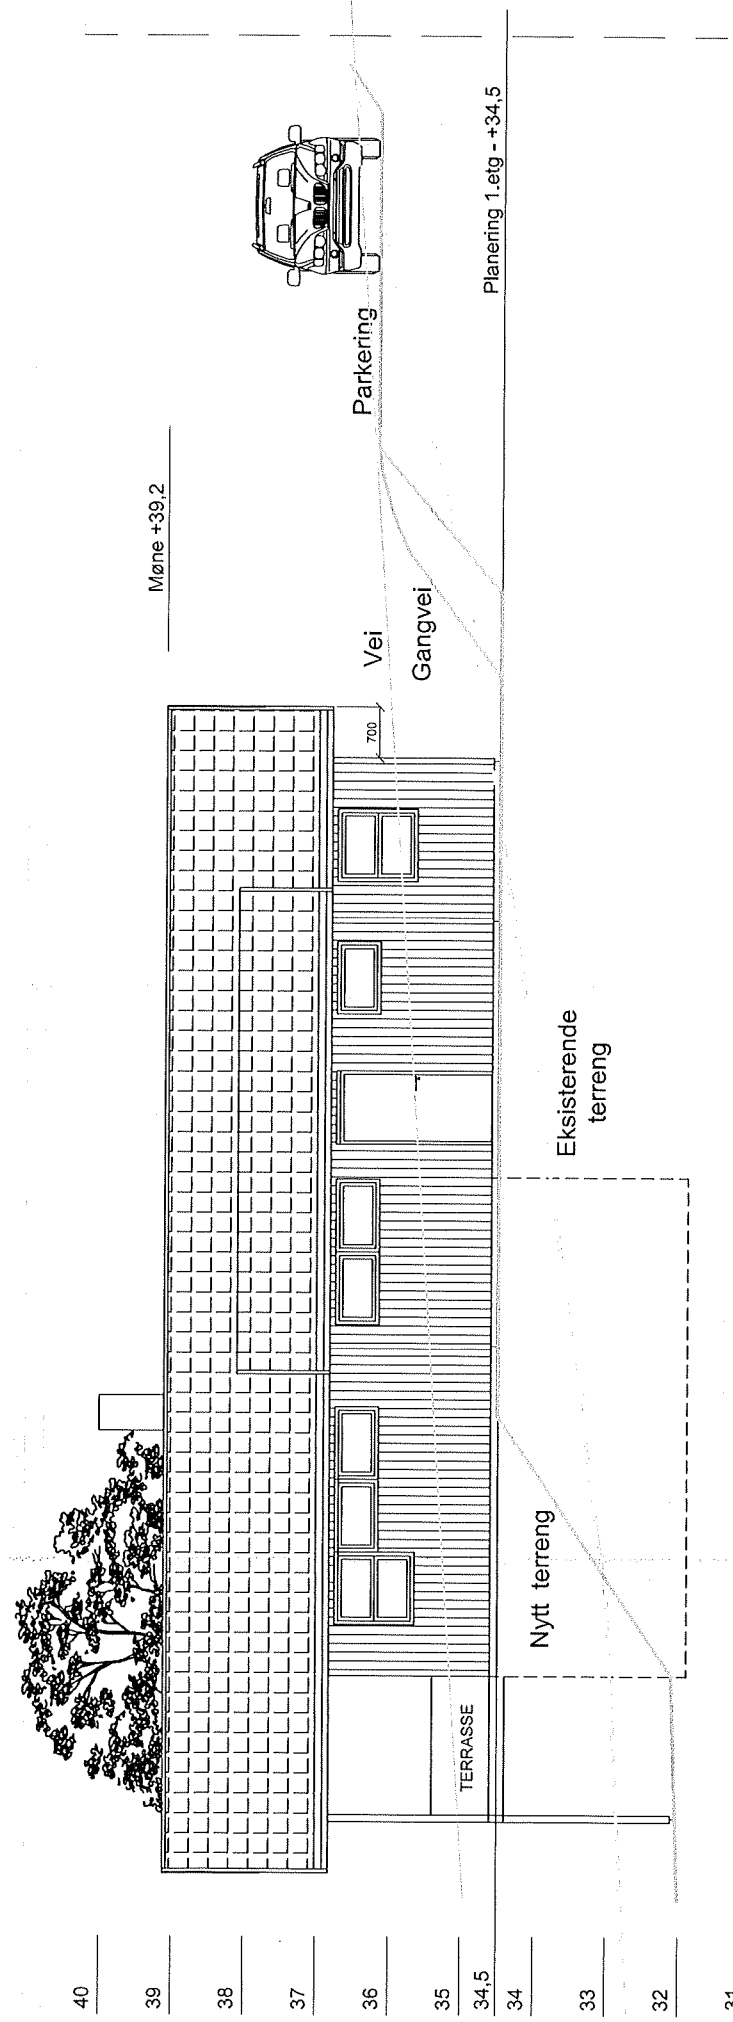 Møne +39,2
Planering 1.etg - +34,5
Parkering
Vei
Gangvei
700
Eksisterende
terreng
Nytt terreng
TERRASSE
40
39
38
37
36
35
34,5
34
33
32
31